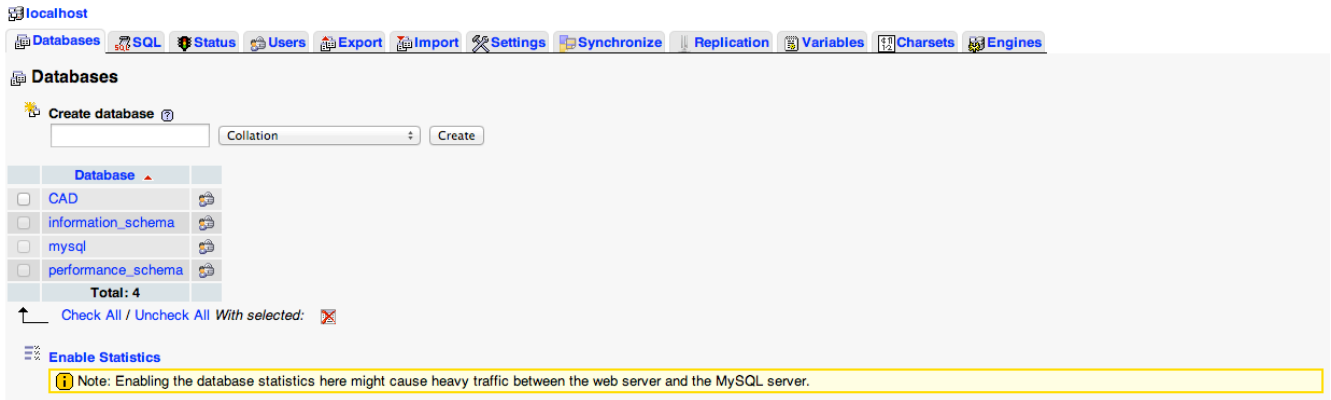 localhost
Databases SQL Status Users Export Import Settings Synchronize Replication Variables Charsets Engines
Databases
Create database
Collation Create
Database
CAD
information_schema
mysql
performance_schema
Total: 4
Check All / Uncheck All With selected:
Enable Statistics
Note: Enabling the database statistics here might cause heavy traffic between the web server and the MySQL server.